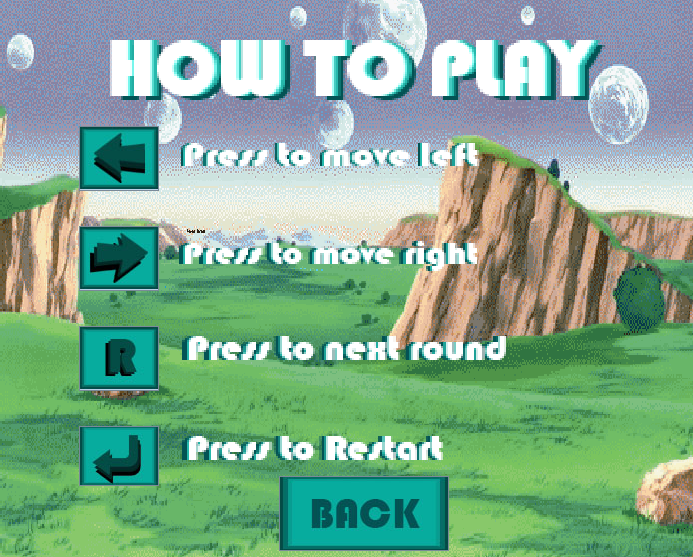 HOW TO PLAY
Press to move left
Press to move right
R
Press to next round
Press to Restart
BACK